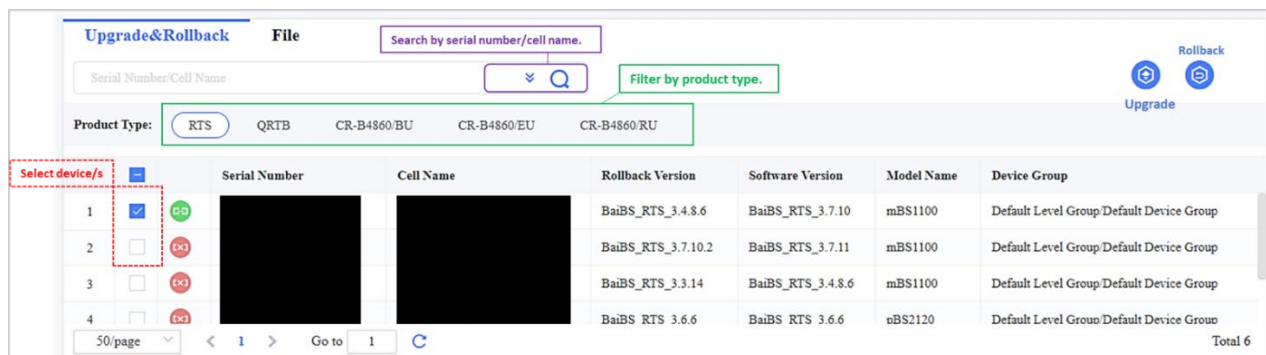 Upgrade&Rollback File
Search by serial number/cell name.
Rollback
Serial Number/Cell Name
Filter by product type.
Upgrade
Product Type: RTS QRTB CR-B4860/BU CR-B4860/EU CR-B4860/RU
Select device/s
Serial Number Cell Name Rollback Version Software Version Model Name Device Group
1 BaiBS_RTS_3.4.8.6 BaiBS_RTS_3.7.10 mBS1100 Default Level Group/Default Device Group
2 BaiBS_RTS_3.7.10.2 BaiBS_RTS_3.7.11 mBS1100 Default Level Group/Default Device Group
3 BaiBS_RTS_3.3.14 BaiBS_RTS_3.4.8.6 mBS1100 Default Level Group/Default Device Group
4 BaiBS_RTS_3.6.6 BaiBS_RTS_3.6.6 pBS2120 Default Level Group/Default Device Group
50/page 1 Go to 1 Total 6